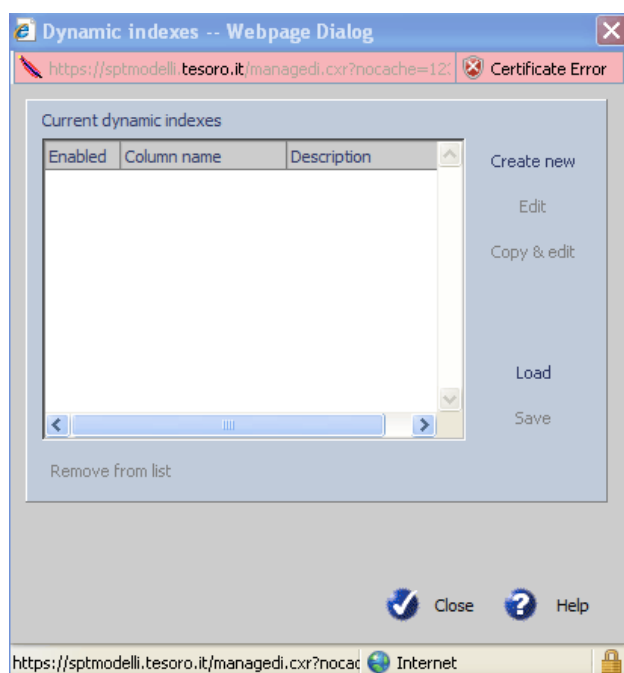 Dynamic indexes -- Webpage Dialog
https://sptmodelli.tesoro.it/managedi.cxr?nocache=12 Certificate Error
Current dynamic indexes
Enabled Column name Description
Create new
Edit
Copy & edit
Load
Save
Remove from list
Close Help
https://sptmodelli.tesoro.it/managedi.cxr?nocac Internet